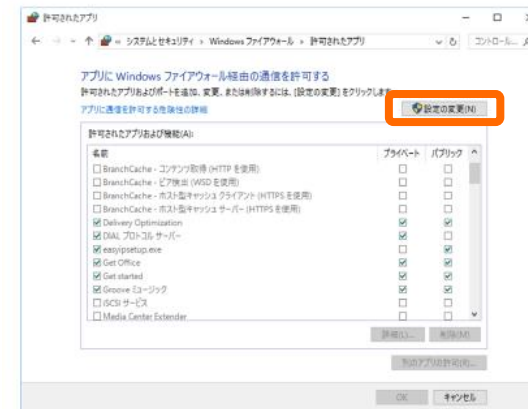 許可されたアプリ
« システムとセキュリティ › Windows ファイアウォール › 許可されたアプリ
コントロール...
アプリに Windows ファイアウォール経由の通信を許可する
許可されたアプリおよびポートを追加、変更、または削除するには、[設定の変更] をクリックします。
アプリに通信を許可する危険性の詳細
設定の変更(N)
許可されたアプリおよび機能(A):
名前 プライベート パブリック
BranchCache - コンテンツ取得 (HTTP を使用)
BranchCache - ピア検出 (WSD を使用)
BranchCache - ホスト型キャッシュ クライアント (HTTPS を使用)
BranchCache - ホスト型キャッシュ サーバー (HTTPS を使用)
Delivery Optimization
DIAL プロトコル サーバー
easyipsetup.exe
Get Office
Get started
Groove ミュージック
iSCSI サービス
Media Center Extender
詳細(L)... 削除(M)
別のアプリの許可(R)...
OK キャンセル